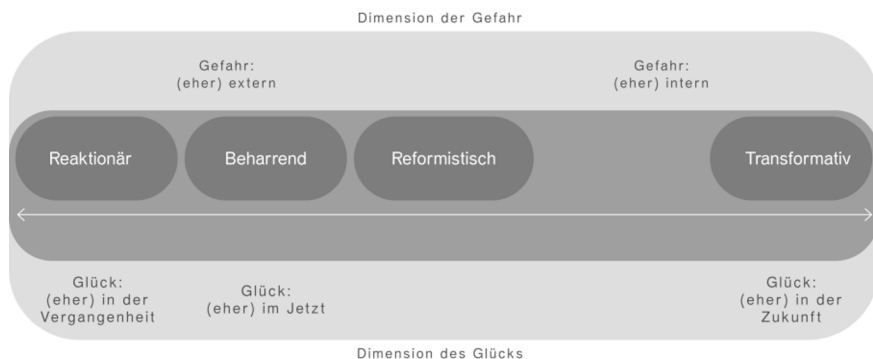 Dimension der Gefahr
Gefahr:
(eher) extern
Gefahr:
(eher) intern
Reaktionär
Beharrend
Reformistisch
Transformativ
Glück:
(eher) in der
Vergangenheit
Glück:
(eher) im Jetzt
Glück:
(eher) in der
Zukunft
Dimension des Glücks